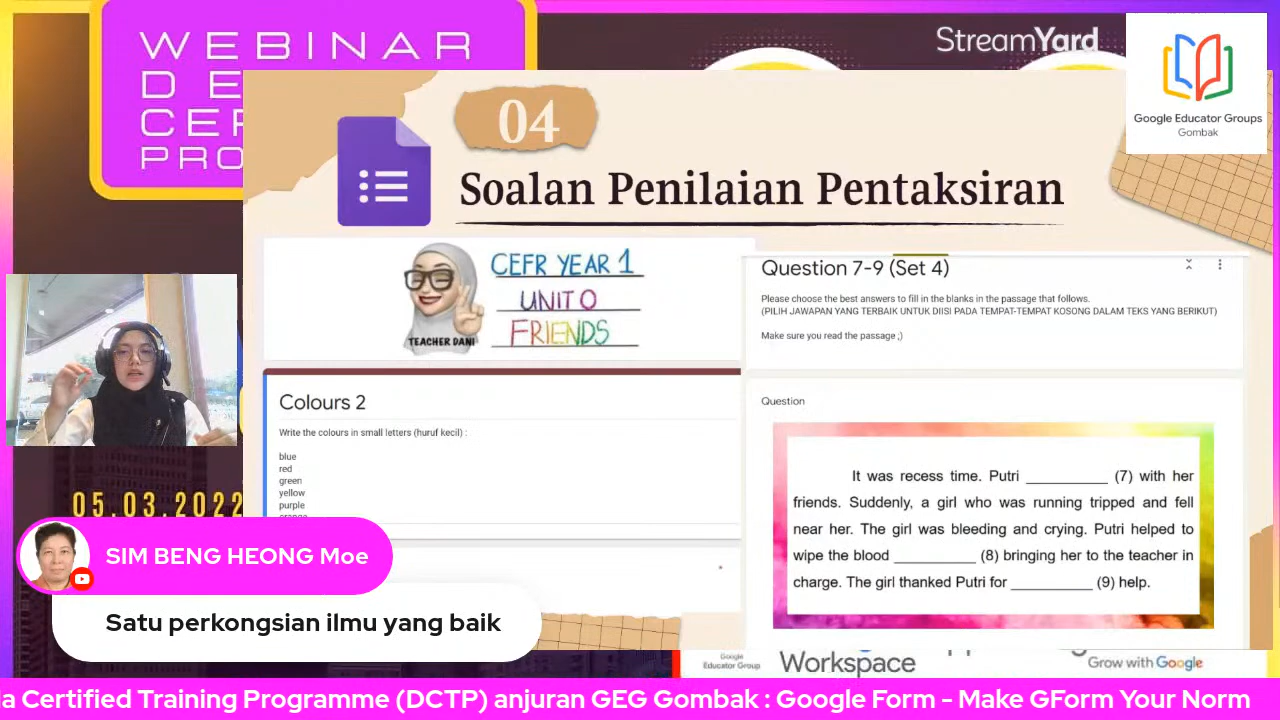 WEBINAR
DE
CER
PRO
StreamYard
Google Educator Groups
Gombak
04
Soalan Penilaian Pentaksiran
CEFR YEAR 1
UNIT 0
FRIENDS
TEACHER DANI
Colours 2
Write the colours in small letters (huruf kecil) :
blue
red
green
yellow
purple
Question 7-9 (Set 4)
Please choose the best answers to fill in the blanks in the passage that follows.
(PILIH JAWAPAN YANG TERBAIK UNTUK DIISI PADA TEMPAT-TEMPAT KOSONG DALAM TEKS YANG BERIKUT)
Make sure you read the passage ;)
Question
It was recess time. Putri __________ (7) with her
friends. Suddenly, a girl who was running tripped and fell
near her. The girl was bleeding and crying. Putri helped to
wipe the blood __________ (8) bringing her to the teacher in
charge. The girl thanked Putri for __________ (9) help.
05.03.2022
SIM BENG HEONG Moe
Satu perkongsian ilmu yang baik
Google
Educator Group
Workspace
Grow with Google
la Certified Training Programme (DCTP) anjuran GEG Gombak : Google Form - Make GForm Your Norm